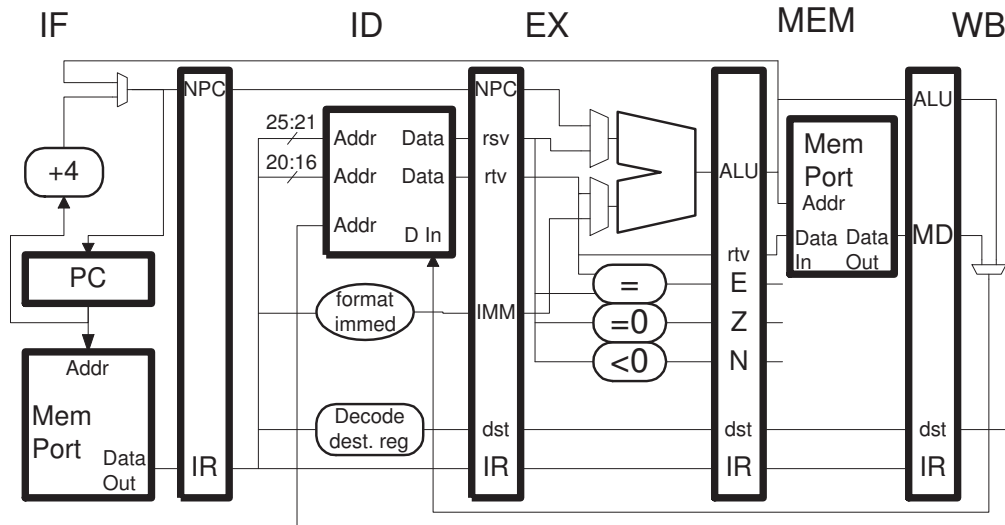 IF ID EX MEM WB
NPC NPC ALU
25:21
Addr Data rsv
20:16
Addr Data rtv
+4
Addr
D In
ALU
Mem
Port
Addr
Data
In
Data
Out
MD
PC
format
immed
IMM
rtv
=
E
=0
Z
<0
N
Addr
Mem
Port
Data
Out
Decode
dest. reg
dst dst dst
IR IR IR IR